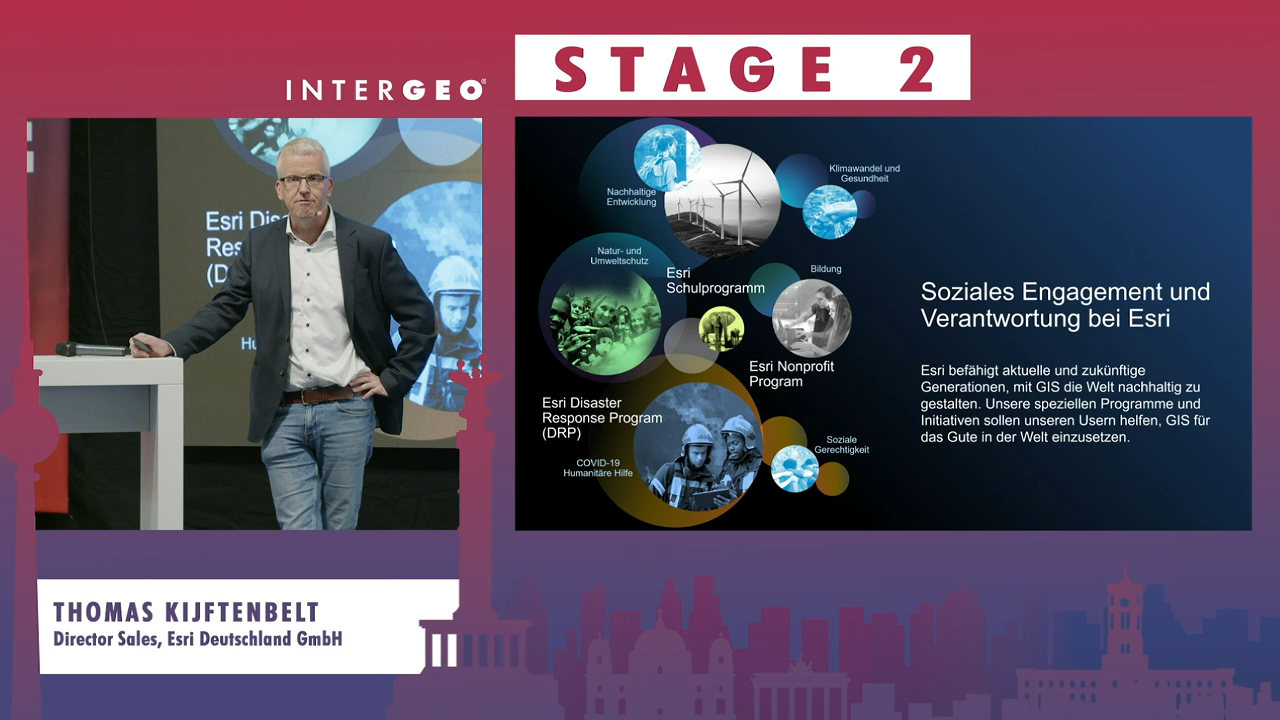 INTERGEO®
STAGE 2
Esri Dis
Res
(D
Hu
Nachhaltige
Entwicklung
Klimawandel und
Gesundheit
Natur- und
Umweltschutz
Esri
Schulprogramm
Bildung
Esri Nonprofit
Program
Esri Disaster
Response Program
(DRP)
COVID-19
Humanitäre Hilfe
Soziale
Gerechtigkeit
Soziales Engagement und
Verantwortung bei Esri
Esri befähigt aktuelle und zukünftige
Generationen, mit GIS die Welt nachhaltig zu
gestalten. Unsere speziellen Programme und
Initiativen sollen unseren Usern helfen, GIS für
das Gute in der Welt einzusetzen.
THOMAS KIJFTENBELT
Director Sales, Esri Deutschland GmbH